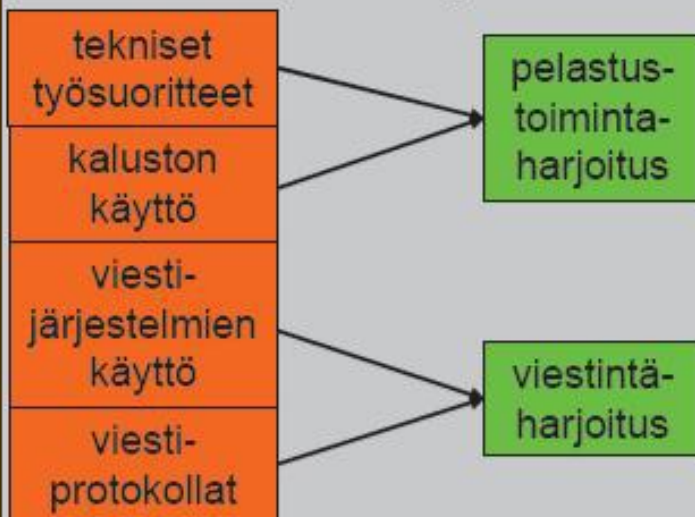 tekniset
työsuoritteet
kaluston
käyttö
viesti-
järjestelmien
käyttö
viesti-
protokollat
pelastus-
toiminta-
harjoitus
viestintä-
harjoitus